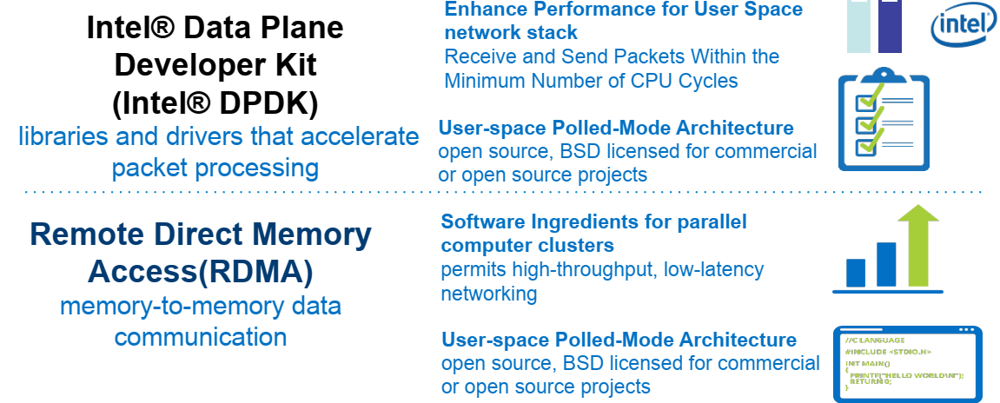 Intel® Data Plane
Developer Kit
(Intel® DPDK)
libraries and drivers that accelerate
packet processing
Enhance Performance for User Space
network stack
Receive and Send Packets Within the
Minimum Number of CPU Cycles
User-space Polled-Mode Architecture
open source, BSD licensed for commercial
or open source projects
intel
Remote Direct Memory
Access(RDMA)
memory-to-memory data
communication
Software Ingredients for parallel
computer clusters
permits high-throughput, low-latency
networking
User-space Polled-Mode Architecture
open source, BSD licensed for commercial
or open source projects
//C LANGUAGE
#INCLUDE <STDIO.H>
INT MAIN()
{
PRINTF("HELLO WORLD\N");
RETURN 0;
}